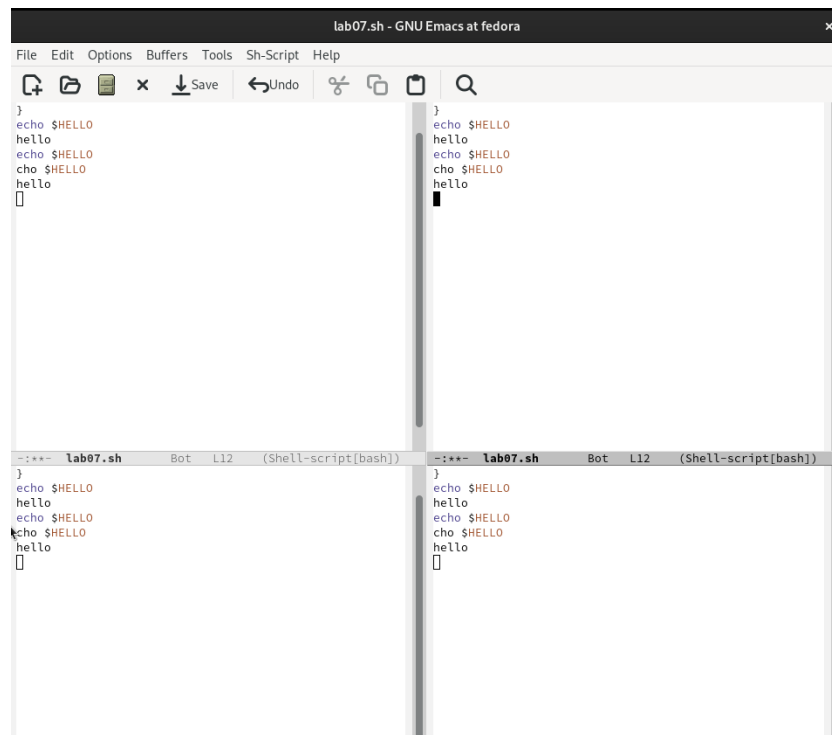 lab07.sh - GNU Emacs at fedora
File Edit Options Buffers Tools Sh-Script Help
Save Undo
}
echo $HELLO
hello
echo $HELLO
cho $HELLO
hello
-:**- lab07.sh Bot L12 (Shell-script[bash])
}
echo $HELLO
hello
echo $HELLO
cho $HELLO
hello
-:**- lab07.sh Bot L12 (Shell-script[bash])
}
echo $HELLO
hello
echo $HELLO
cho $HELLO
hello
}
echo $HELLO
hello
echo $HELLO
cho $HELLO
hello